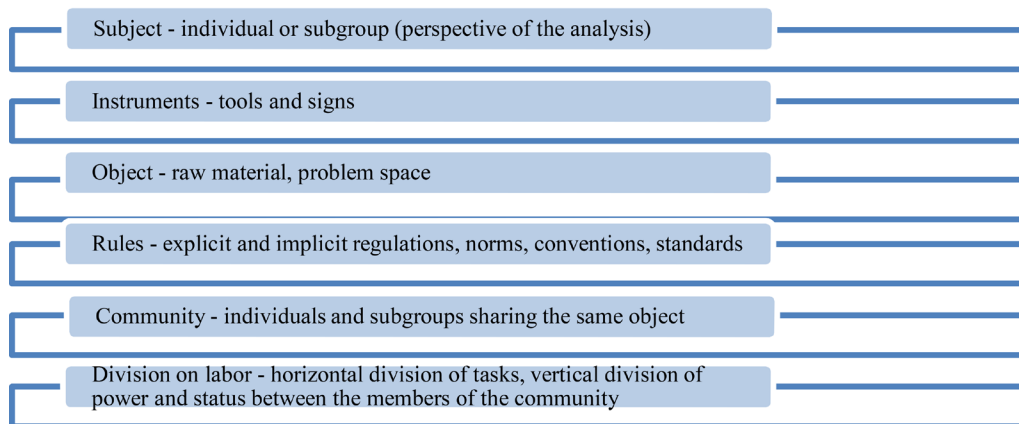 Subject - individual or subgroup (perspective of the analysis)
Instruments - tools and signs
Object - raw material, problem space
Rules - explicit and implicit regulations, norms, conventions, standards
Community - individuals and subgroups sharing the same object
Division on labor - horizontal division of tasks, vertical division of
power and status between the members of the community